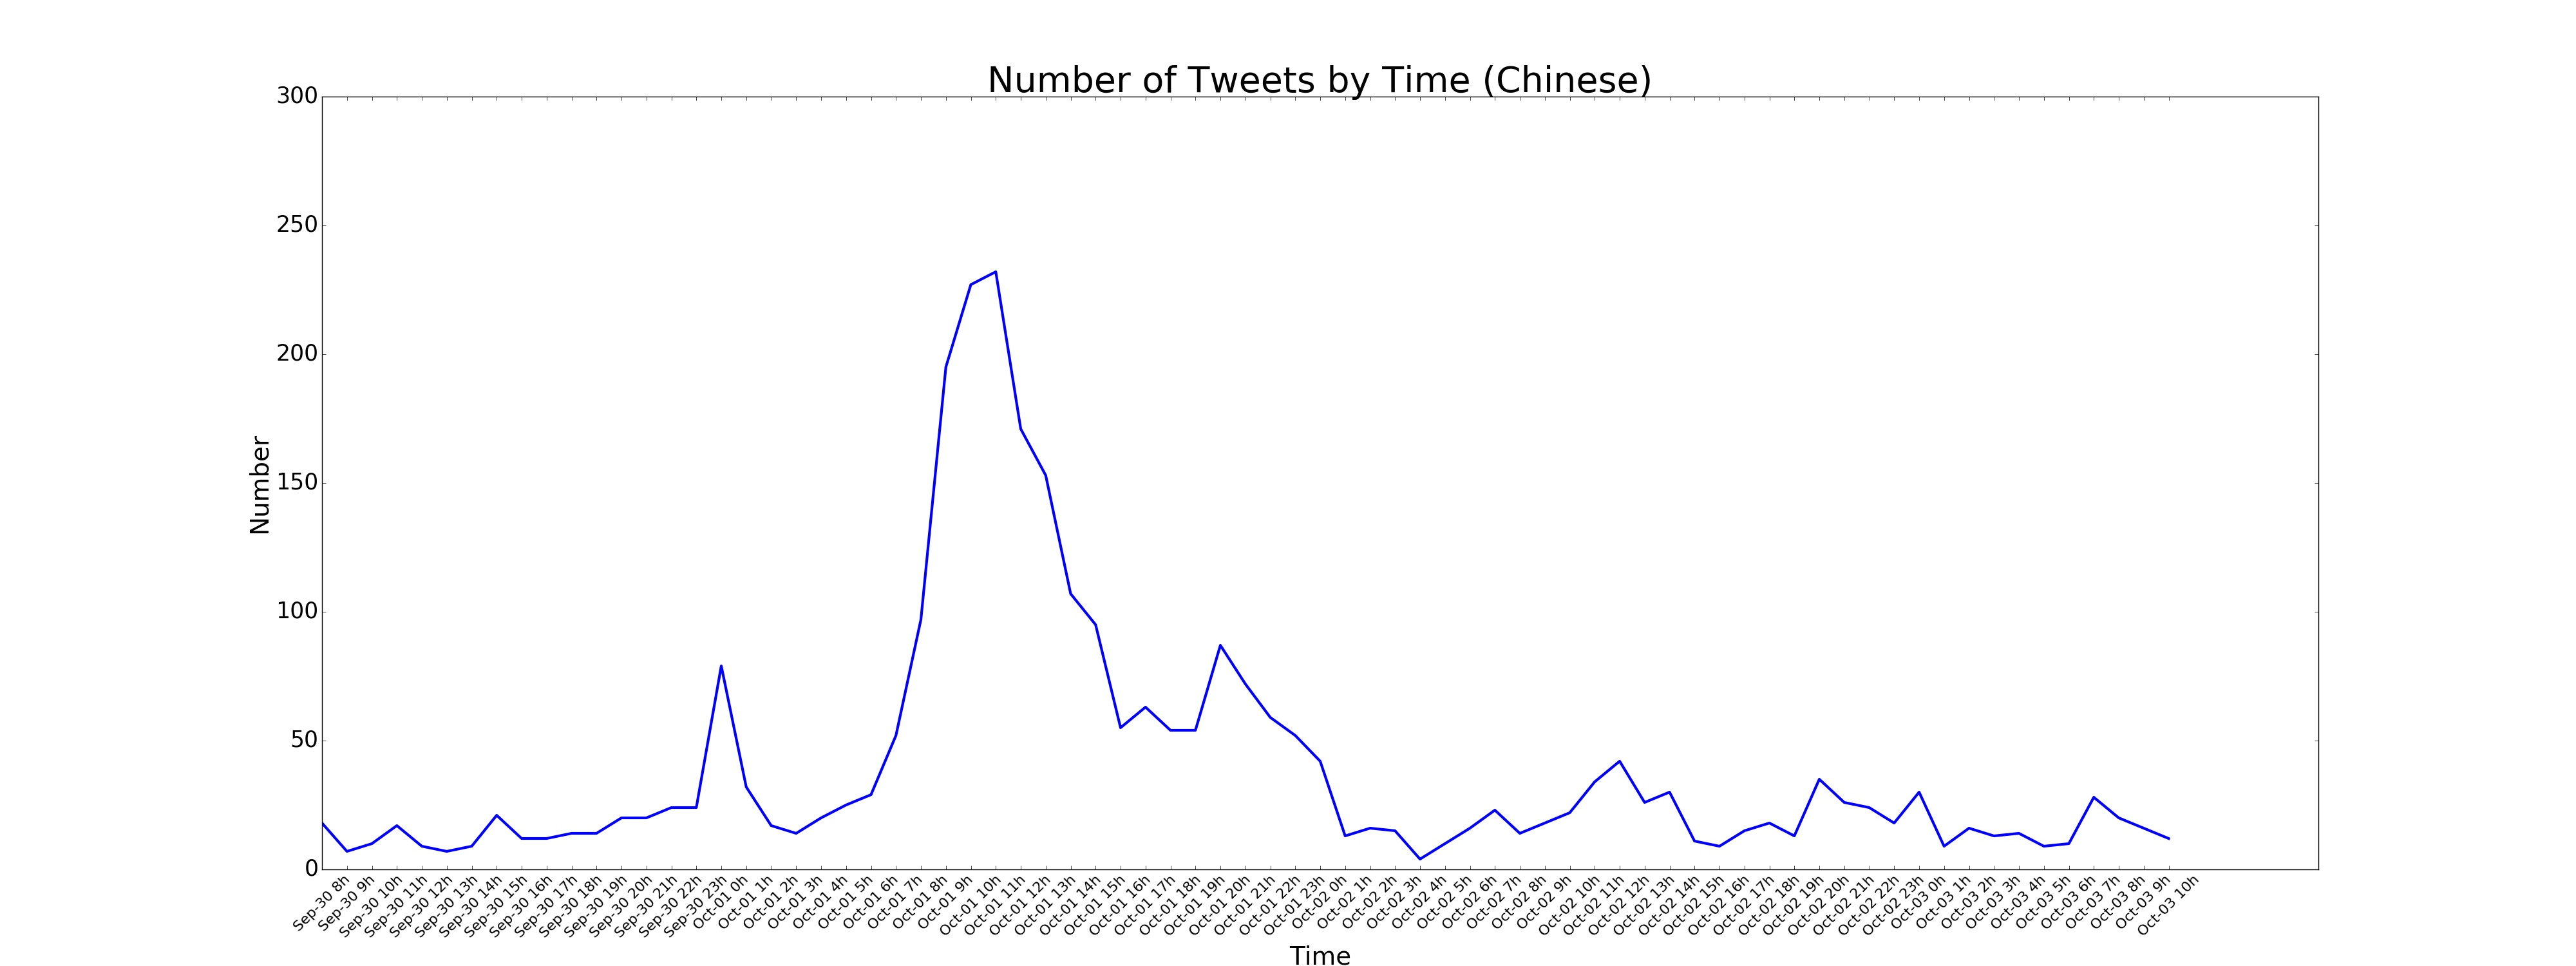 Number of Tweets by Time (Chinese)
300
250
200
150
100
50
0
Number
Sep-30 8h
Sep-30 9h
Sep-30 10h
Sep-30 11h
Sep-30 12h
Sep-30 13h
Sep-30 14h
Sep-30 15h
Sep-30 16h
Sep-30 17h
Sep-30 18h
Sep-30 19h
Sep-30 20h
Sep-30 21h
Sep-30 22h
Sep-30 23h
Oct-01 0h
Oct-01 1h
Oct-01 2h
Oct-01 3h
Oct-01 4h
Oct-01 5h
Oct-01 6h
Oct-01 7h
Oct-01 8h
Oct-01 9h
Oct-01 10h
Oct-01 11h
Oct-01 12h
Oct-01 13h
Oct-01 14h
Oct-01 15h
Oct-01 16h
Oct-01 17h
Oct-01 18h
Oct-01 19h
Oct-01 20h
Oct-01 21h
Oct-01 22h
Oct-01 23h
Oct-02 0h
Oct-02 1h
Oct-02 2h
Oct-02 3h
Oct-02 4h
Oct-02 5h
Oct-02 6h
Oct-02 7h
Oct-02 8h
Oct-02 9h
Oct-02 10h
Oct-02 11h
Oct-02 12h
Oct-02 13h
Oct-02 14h
Oct-02 15h
Oct-02 16h
Oct-02 17h
Oct-02 18h
Oct-02 19h
Oct-02 20h
Oct-02 21h
Oct-02 22h
Oct-02 23h
Oct-03 0h
Oct-03 1h
Oct-03 2h
Oct-03 3h
Oct-03 4h
Oct-03 5h
Oct-03 6h
Oct-03 7h
Oct-03 8h
Oct-03 9h
Oct-03 10h
Time